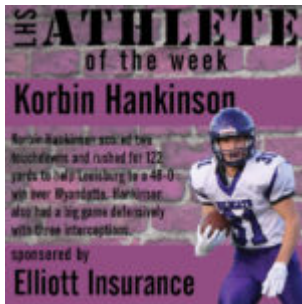 LHS ATHLETE
of the week
Korbin Hankinson
Korbin Hankinson scored two
touchdowns and rushed for 122
yards to help Louisburg to a 48-0
win over Wyandotte. Hankinson
also had a big game defensively
with three interceptions.
sponsored by
Elliott Insurance